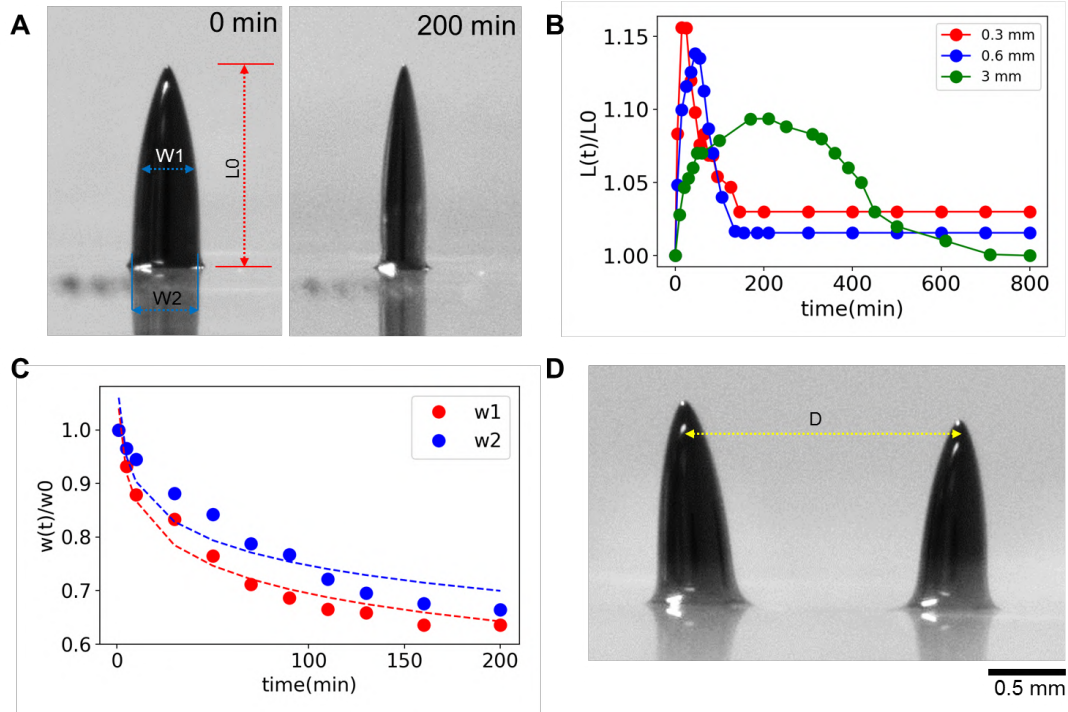 A
0 min
200 min
W1
L0
W2
B
L(t)/L0
1.15
1.10
1.05
1.00
0.3 mm
0.6 mm
3 mm
0 200 400 600 800
time(min)
C
w(t)/w0
1.0
0.9
0.8
0.7
0.6
w1
w2
0 50 100 150 200
time(min)
D
D
0.5 mm